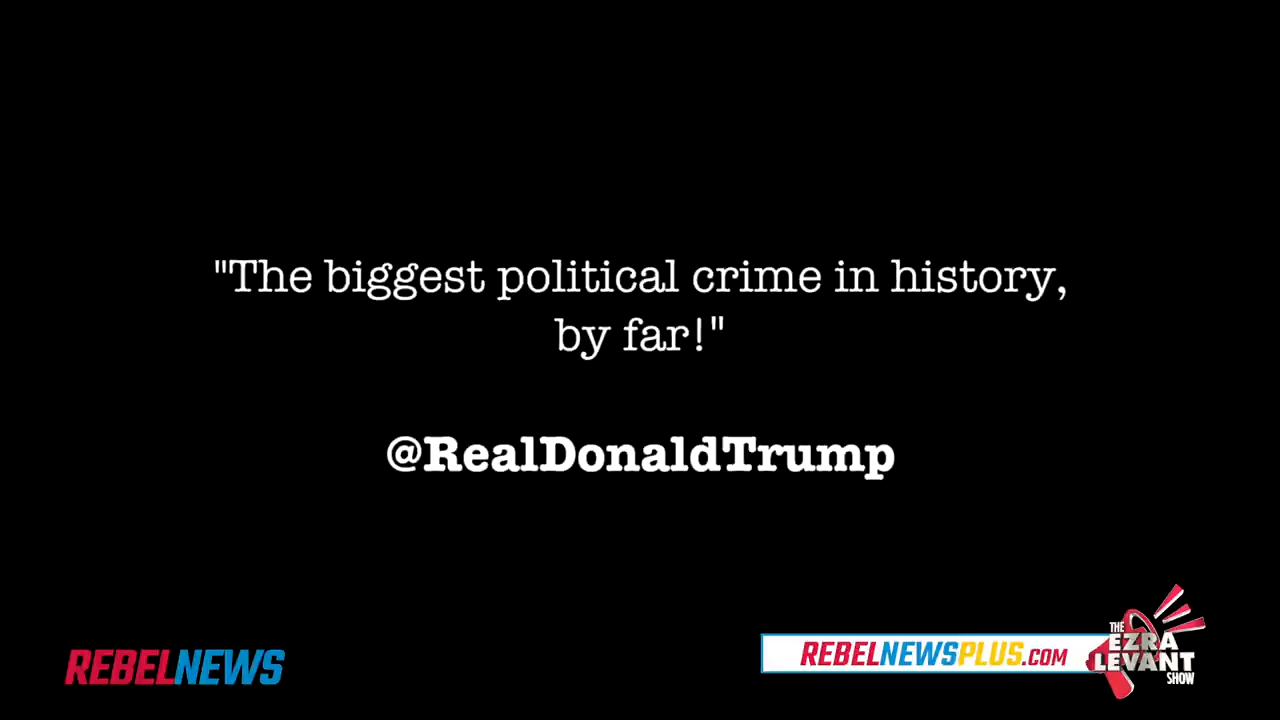 "The biggest political crime in history,
by far!"
@RealDonaldTrump
REBELNEWS
REBELNEWSPLUS.COM
THE
EZRA
LEVANT
SHOW